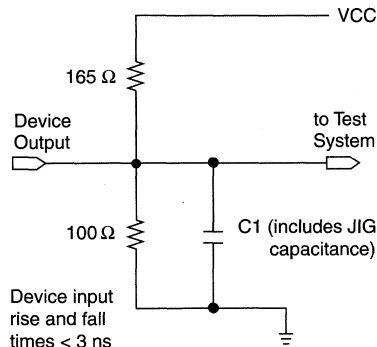 VCC
165 Ω
Device
Output
to Test
System
100 Ω
C1 (includes JIG
capacitance)
Device input
rise and fall
times < 3 ns